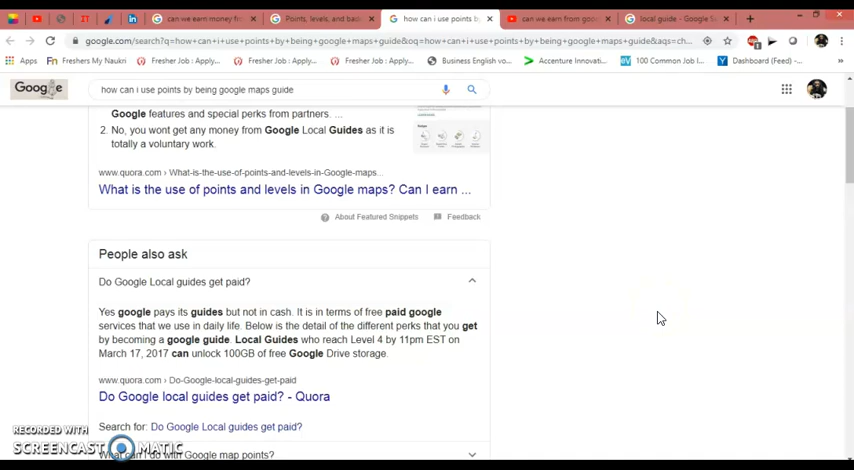 can we earn money fro
Points, levels, and bad
how can i use points by
can we earn from goo
local guide - Google S
google.com/search?q=how+can+i+use+points+by+being+google+maps+guide&oq=how+can+i+use+points+by+being+google+maps+guide&aqs=ch...
Apps
Freshers My Naukri
Fresher Job : Apply...
Fresher Job : Apply...
Fresher Job : Apply...
Business English vo...
Accenture Innovati...
100 Common Job I...
Dashboard (Feed) -...
Google
how can i use points by being google maps guide
Google features and special perks from partners. ...
2. No, you wont get any money from Google Local Guides as it is
totally a voluntary work.
www.quora.com › What-is-the-use-of-points-and-levels-in-Google-maps...
What is the use of points and levels in Google maps? Can I earn ...
About Featured Snippets
Feedback
People also ask
Do Google Local guides get paid?
Yes google pays its guides but not in cash. It is in terms of free paid google
services that we use in daily life. Below is the detail of the different perks that you get
by becoming a google guide. Local Guides who reach Level 4 by 11pm EST on
March 17, 2017 can unlock 100GB of free Google Drive storage.
www.quora.com › Do-Google-local-guides-get-paid
Do Google local guides get paid? - Quora
Search for: Do Google Local guides get paid?
What can I do with Google map points?
RECORDED WITH
SCREENCAST MATIC